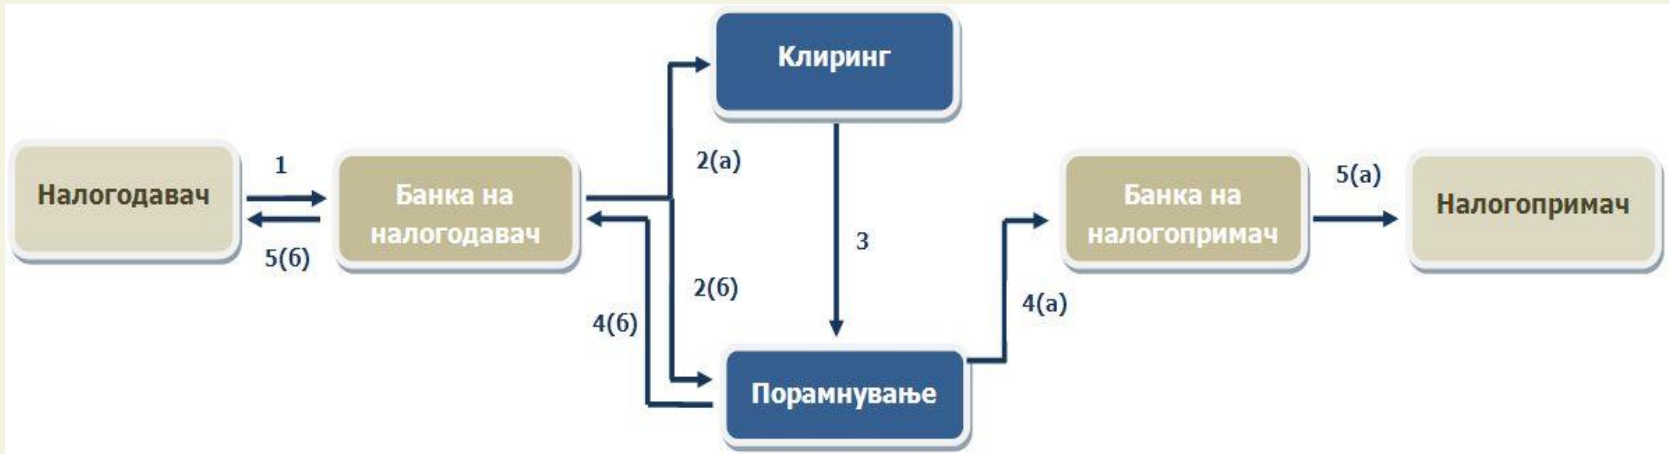 Клиринг
1
2(а)
5(а)
Налогодавач
Банка на
налогодавач
Банка на
налогопримач
Налогопримач
5(б)
3
2(б)
4(б)
4(а)
Порамнување